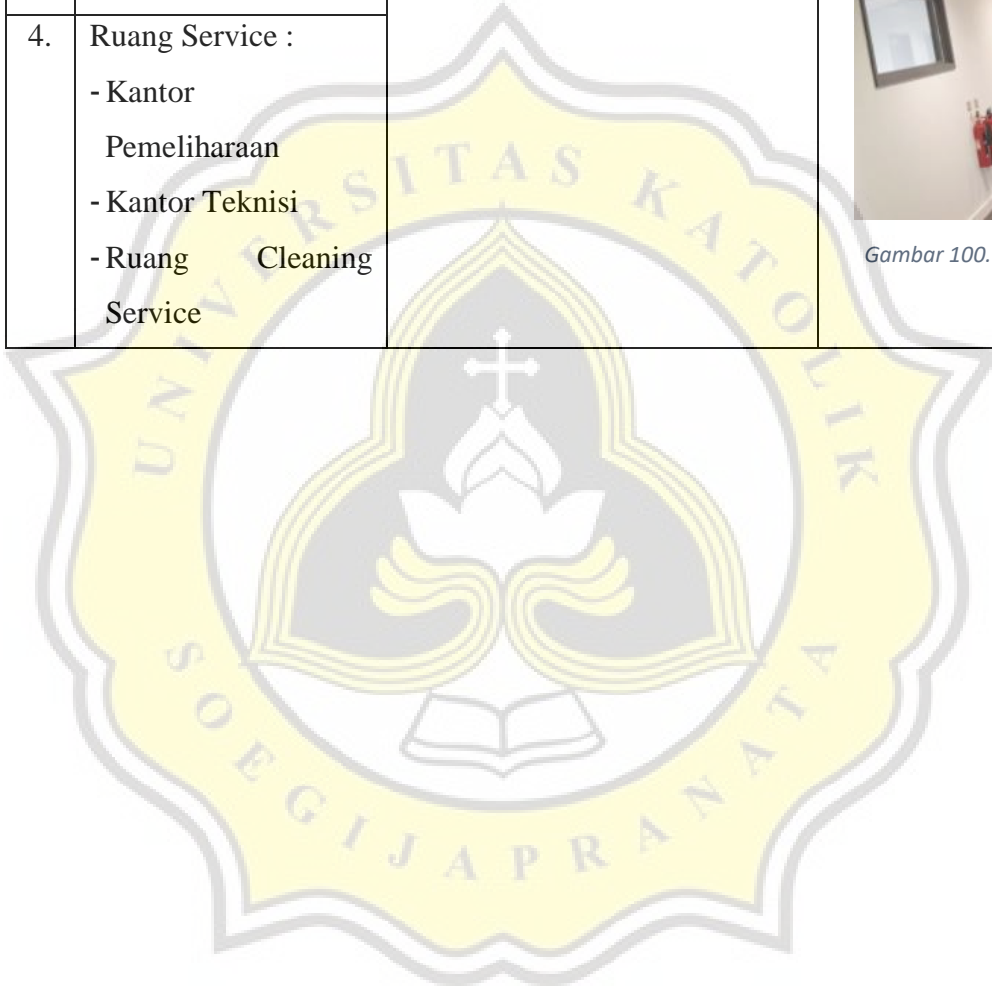 4. Ruang Service :
- Kantor
Pemeliharaan
- Kantor Teknisi
- Ruang Cleaning
Service
Gambar 100.
UNIVERSITAS KATOLIK
SOEGIJAPRANATA